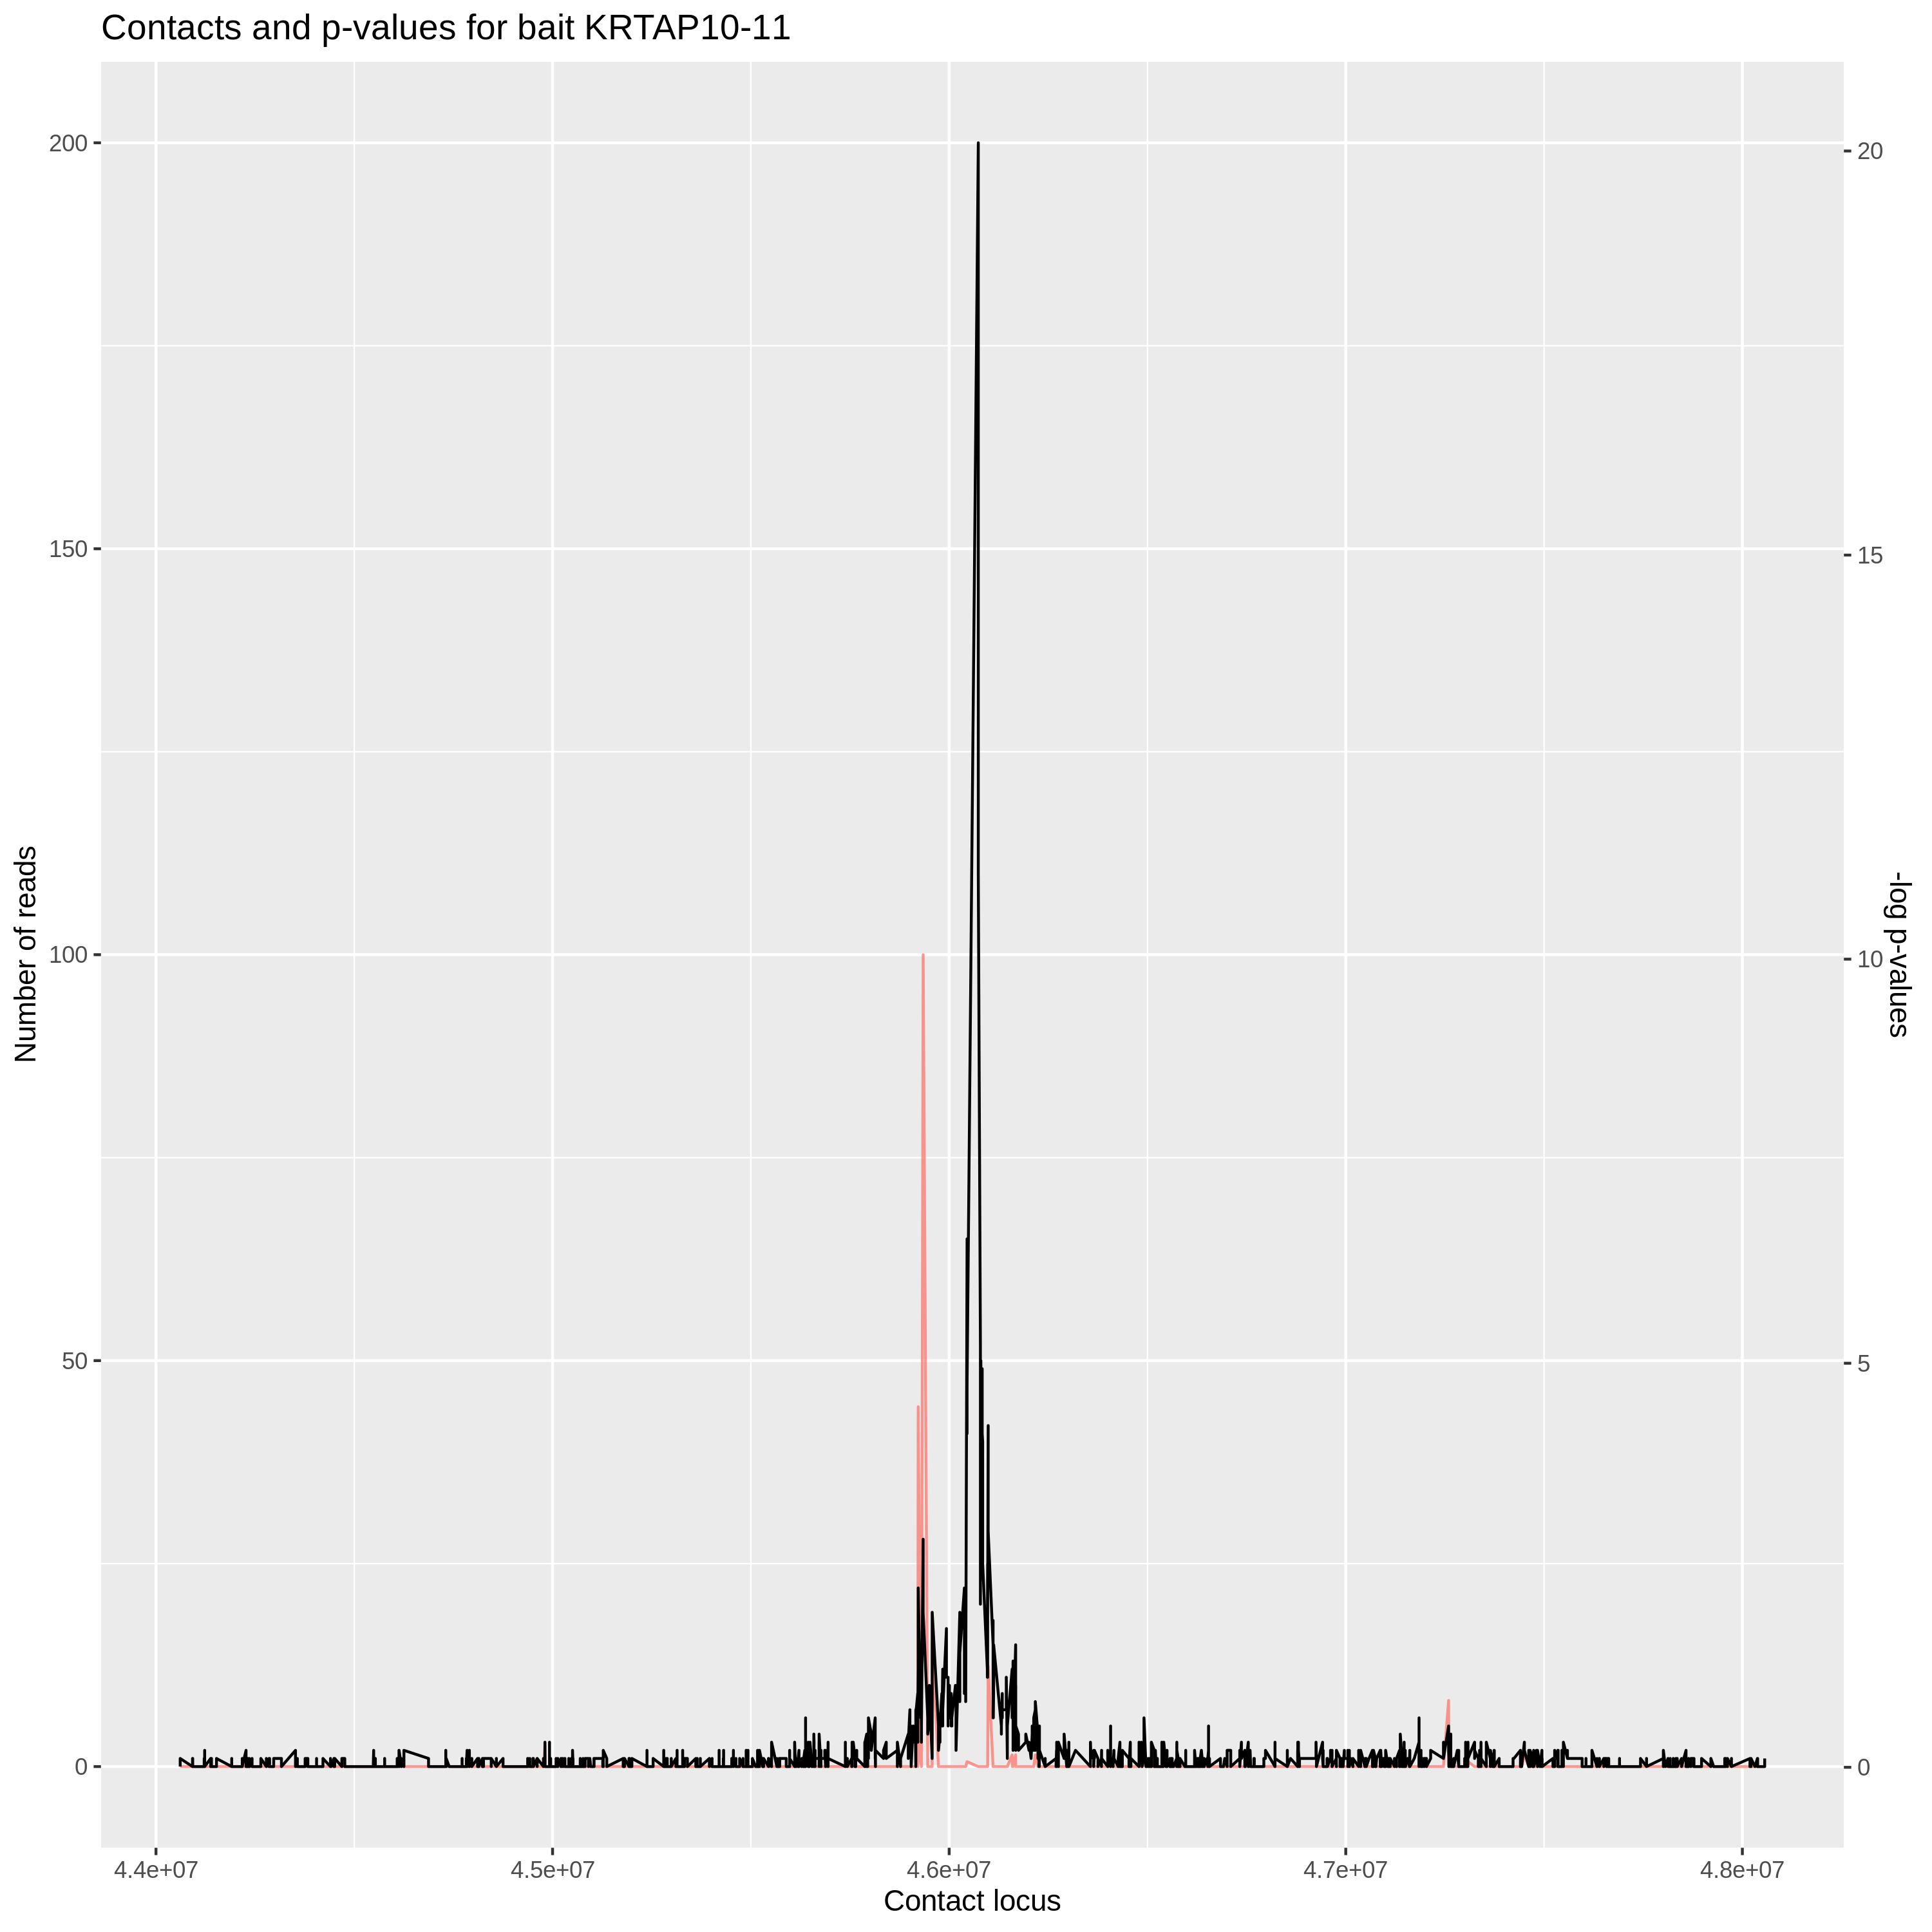 Contacts and p-values for bait KRTAP10-11
200
150
100
50
0
Number of reads
20
15
10
5
0
-log p-values
4.4e+07
4.5e+07
4.6e+07
4.7e+07
4.8e+07
Contact locus